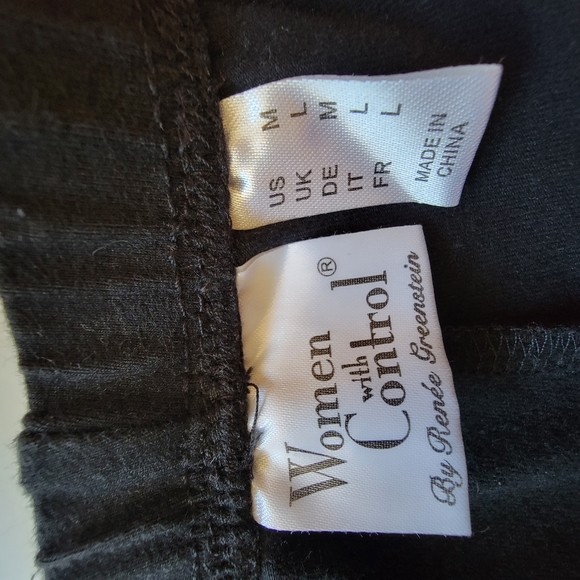 US M
UK L
DE M
IT L
FR L
MADE IN
CHINA
Women
with
Control®
By Renée Greenstein